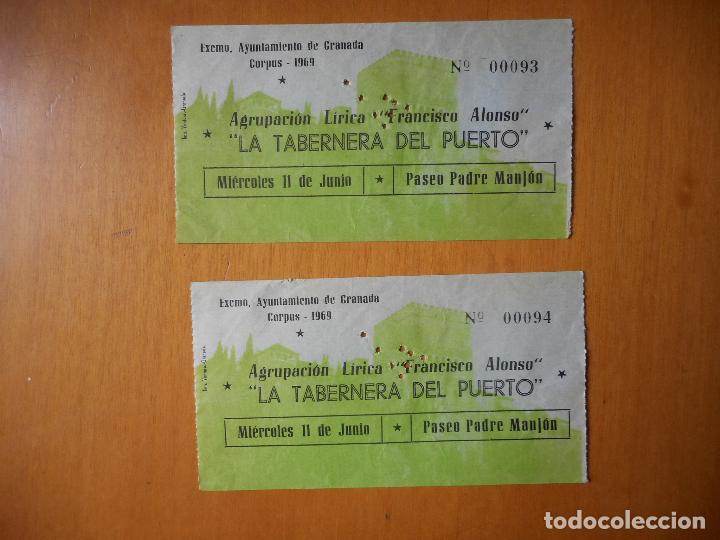 Excmo. Ayuntamiento de Granada
Corpus - 1969
Nº 00093
Agrupación Lírica "Francisco Alonso"
"LA TABERNERA DEL PUERTO"
Miércoles 11 de Junio ★ Paseo Padre Manjón
Excmo. Ayuntamiento de Granada
Corpus - 1969
Nº 00094
Agrupación Lírica "Francisco Alonso"
"LA TABERNERA DEL PUERTO"
Miércoles 11 de Junio ★ Paseo Padre Manjón
todocoleccion.net